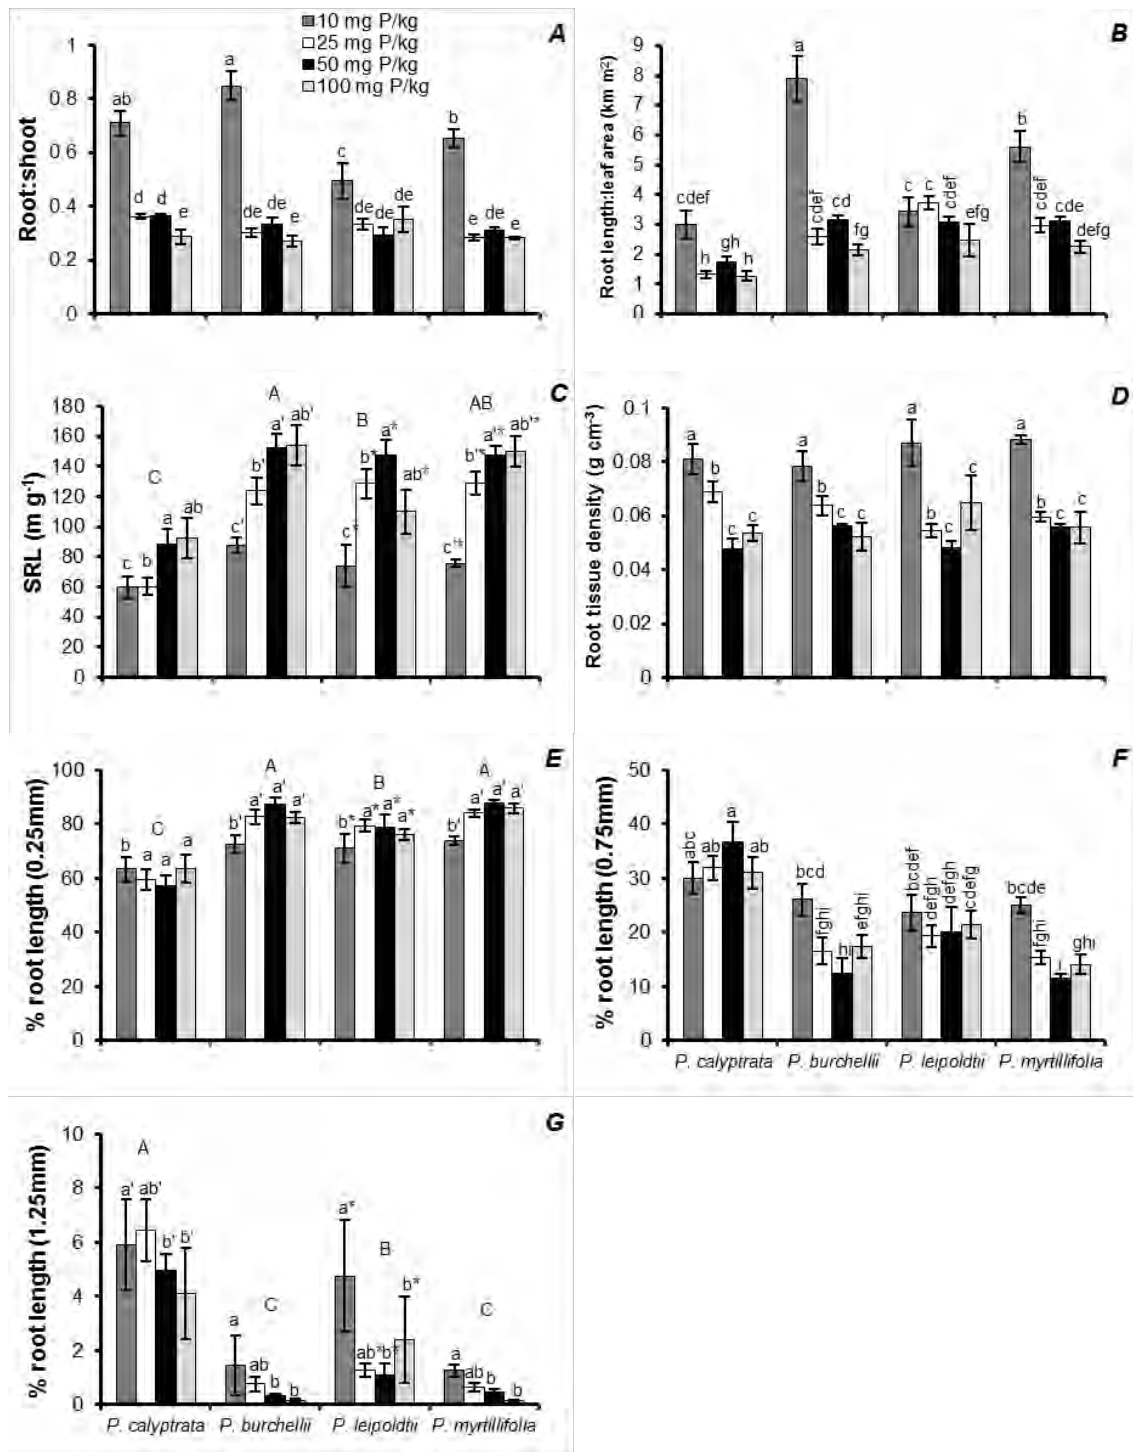 10 mg P/kg
25 mg P/kg
50 mg P/kg
100 mg P/kg
A
Root:shoot
1
0.8
0 6
0.4
0.2
0
ab
d
d
e
a
de
de
e
c
de
de
de
b
e
de
e
B
Root length:leaf area (km m²)
9
8
7
6
5
4
3
2
1
0
cdef
h
gh
h
a
cdef
cd
fg
c
c
cdef
efg
b
cdef
cde
defg
C
SRL (m g⁻¹)
180
160
140
120
100
80
60
40
20
0
C
c
b
a
ab
A
c'
b'
a'
ab'
B
c*
b*
a*
ab*
AB
c'*
b'*
a'*
ab'*
D
Root tissue density (g cm⁻³)
0.1
0.08
0.06
0.04
0.02
0
a
b
c
c
a
b
c
c
a
b
c
c
a
b
c
c
E
% root length (0.25mm)
100
80
60
40
20
0
C
b
a
a
a
A
b'
a'
a'
a'
B
b*
a*
a*
a*
A
b'
a'
a'
a'
F
% root length (0.75mm)
50
40
30
20
10
0
abc
ab
a
ab
bcd
fghi
hi
efghi
bcdef
defgh
defgh
cdefg
bcde
fghi
i
ghi
P. calyptrata P. burchellii P. leipoldtii P. myrtillifolia
G
% root length (1.25mm)
10
8
6
4
2
0
A
a'
ab'
b'
b'
C
a
ab
b
b
B
a*
ab*
b*
b*
C
a
ab
b
b
P. calyptrata P. burchellii P. leipoldtii P. myrtillifolia